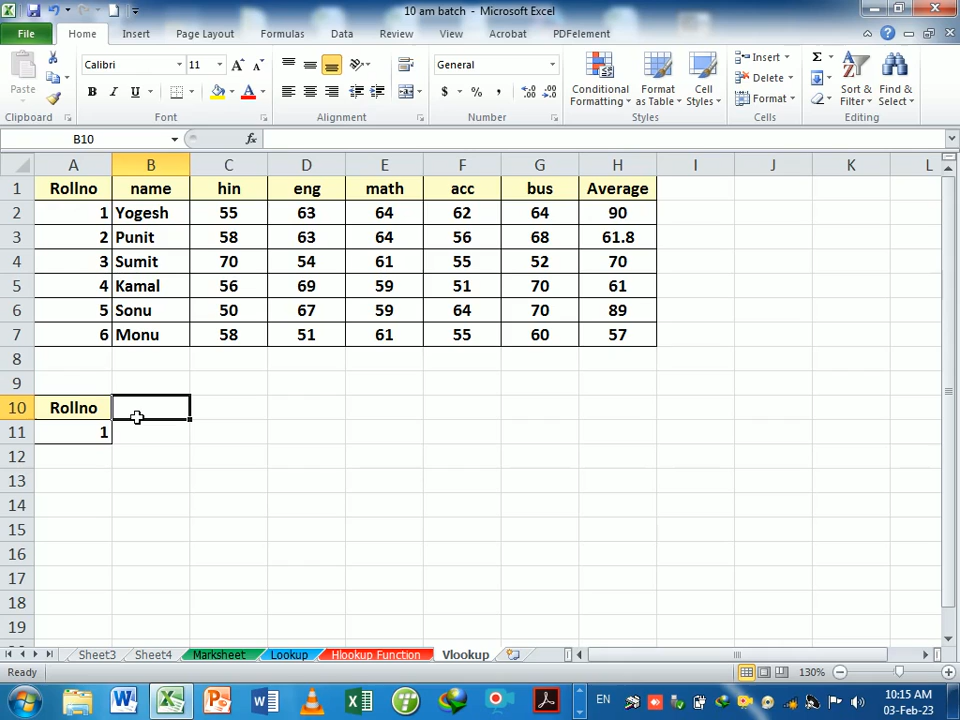 10 am batch - Microsoft Excel
File Home Insert Page Layout Formulas Data Review View Acrobat PDFelement
Paste
Calibri 11
General
Conditional Formatting
Format as Table
Cell Styles
Insert
Delete
Format
Sort & Filter
Find & Select
B I U
$ % ,
Clipboard Font Alignment Number Styles Cells Editing
B10 fx
A B C D E F G H I J K L
1 Rollno name hin eng math acc bus Average
2 1 Yogesh 55 63 64 62 64 90
3 2 Punit 58 63 64 56 68 61.8
4 3 Sumit 70 54 61 55 52 70
5 4 Kamal 56 69 59 51 70 61
6 5 Sonu 50 67 59 64 70 89
7 6 Monu 58 51 61 55 60 57
8
9
10 Rollno
11 1
12
13
14
15
16
17
18
19
Sheet3 Sheet4 Marksheet Lookup Hlookup Function Vlookup
Ready 130%
EN 10:15 AM
03-Feb-23